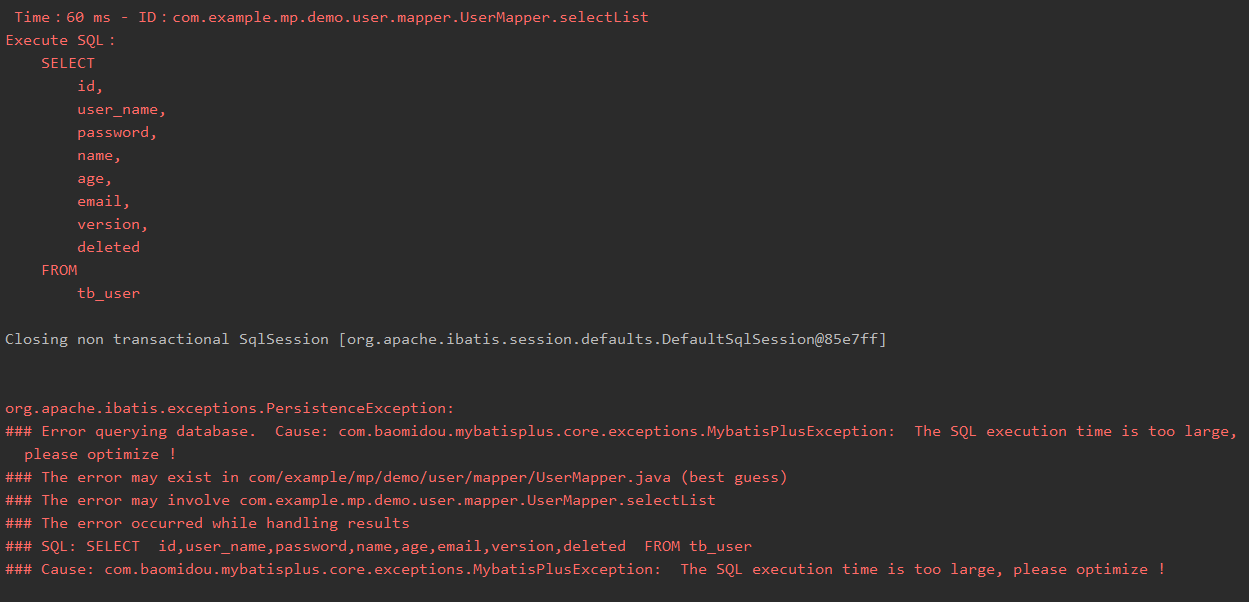 Time：60 ms - ID：com.example.mp.demo.user.mapper.UserMapper.selectList
Execute SQL：
SELECT
id,
user_name,
password,
name,
age,
email,
version,
deleted
FROM
tb_user
Closing non transactional SqlSession [org.apache.ibatis.session.defaults.DefaultSqlSession@85e7ff]
org.apache.ibatis.exceptions.PersistenceException:
### Error querying database.  Cause: com.baomidou.mybatisplus.core.exceptions.MybatisPlusException:  The SQL execution time is too large,
please optimize !
### The error may exist in com/example/mp/demo/user/mapper/UserMapper.java (best guess)
### The error may involve com.example.mp.demo.user.mapper.UserMapper.selectList
### The error occurred while handling results
### SQL: SELECT  id,user_name,password,name,age,email,version,deleted  FROM tb_user
### Cause: com.baomidou.mybatisplus.core.exceptions.MybatisPlusException:  The SQL execution time is too large, please optimize !